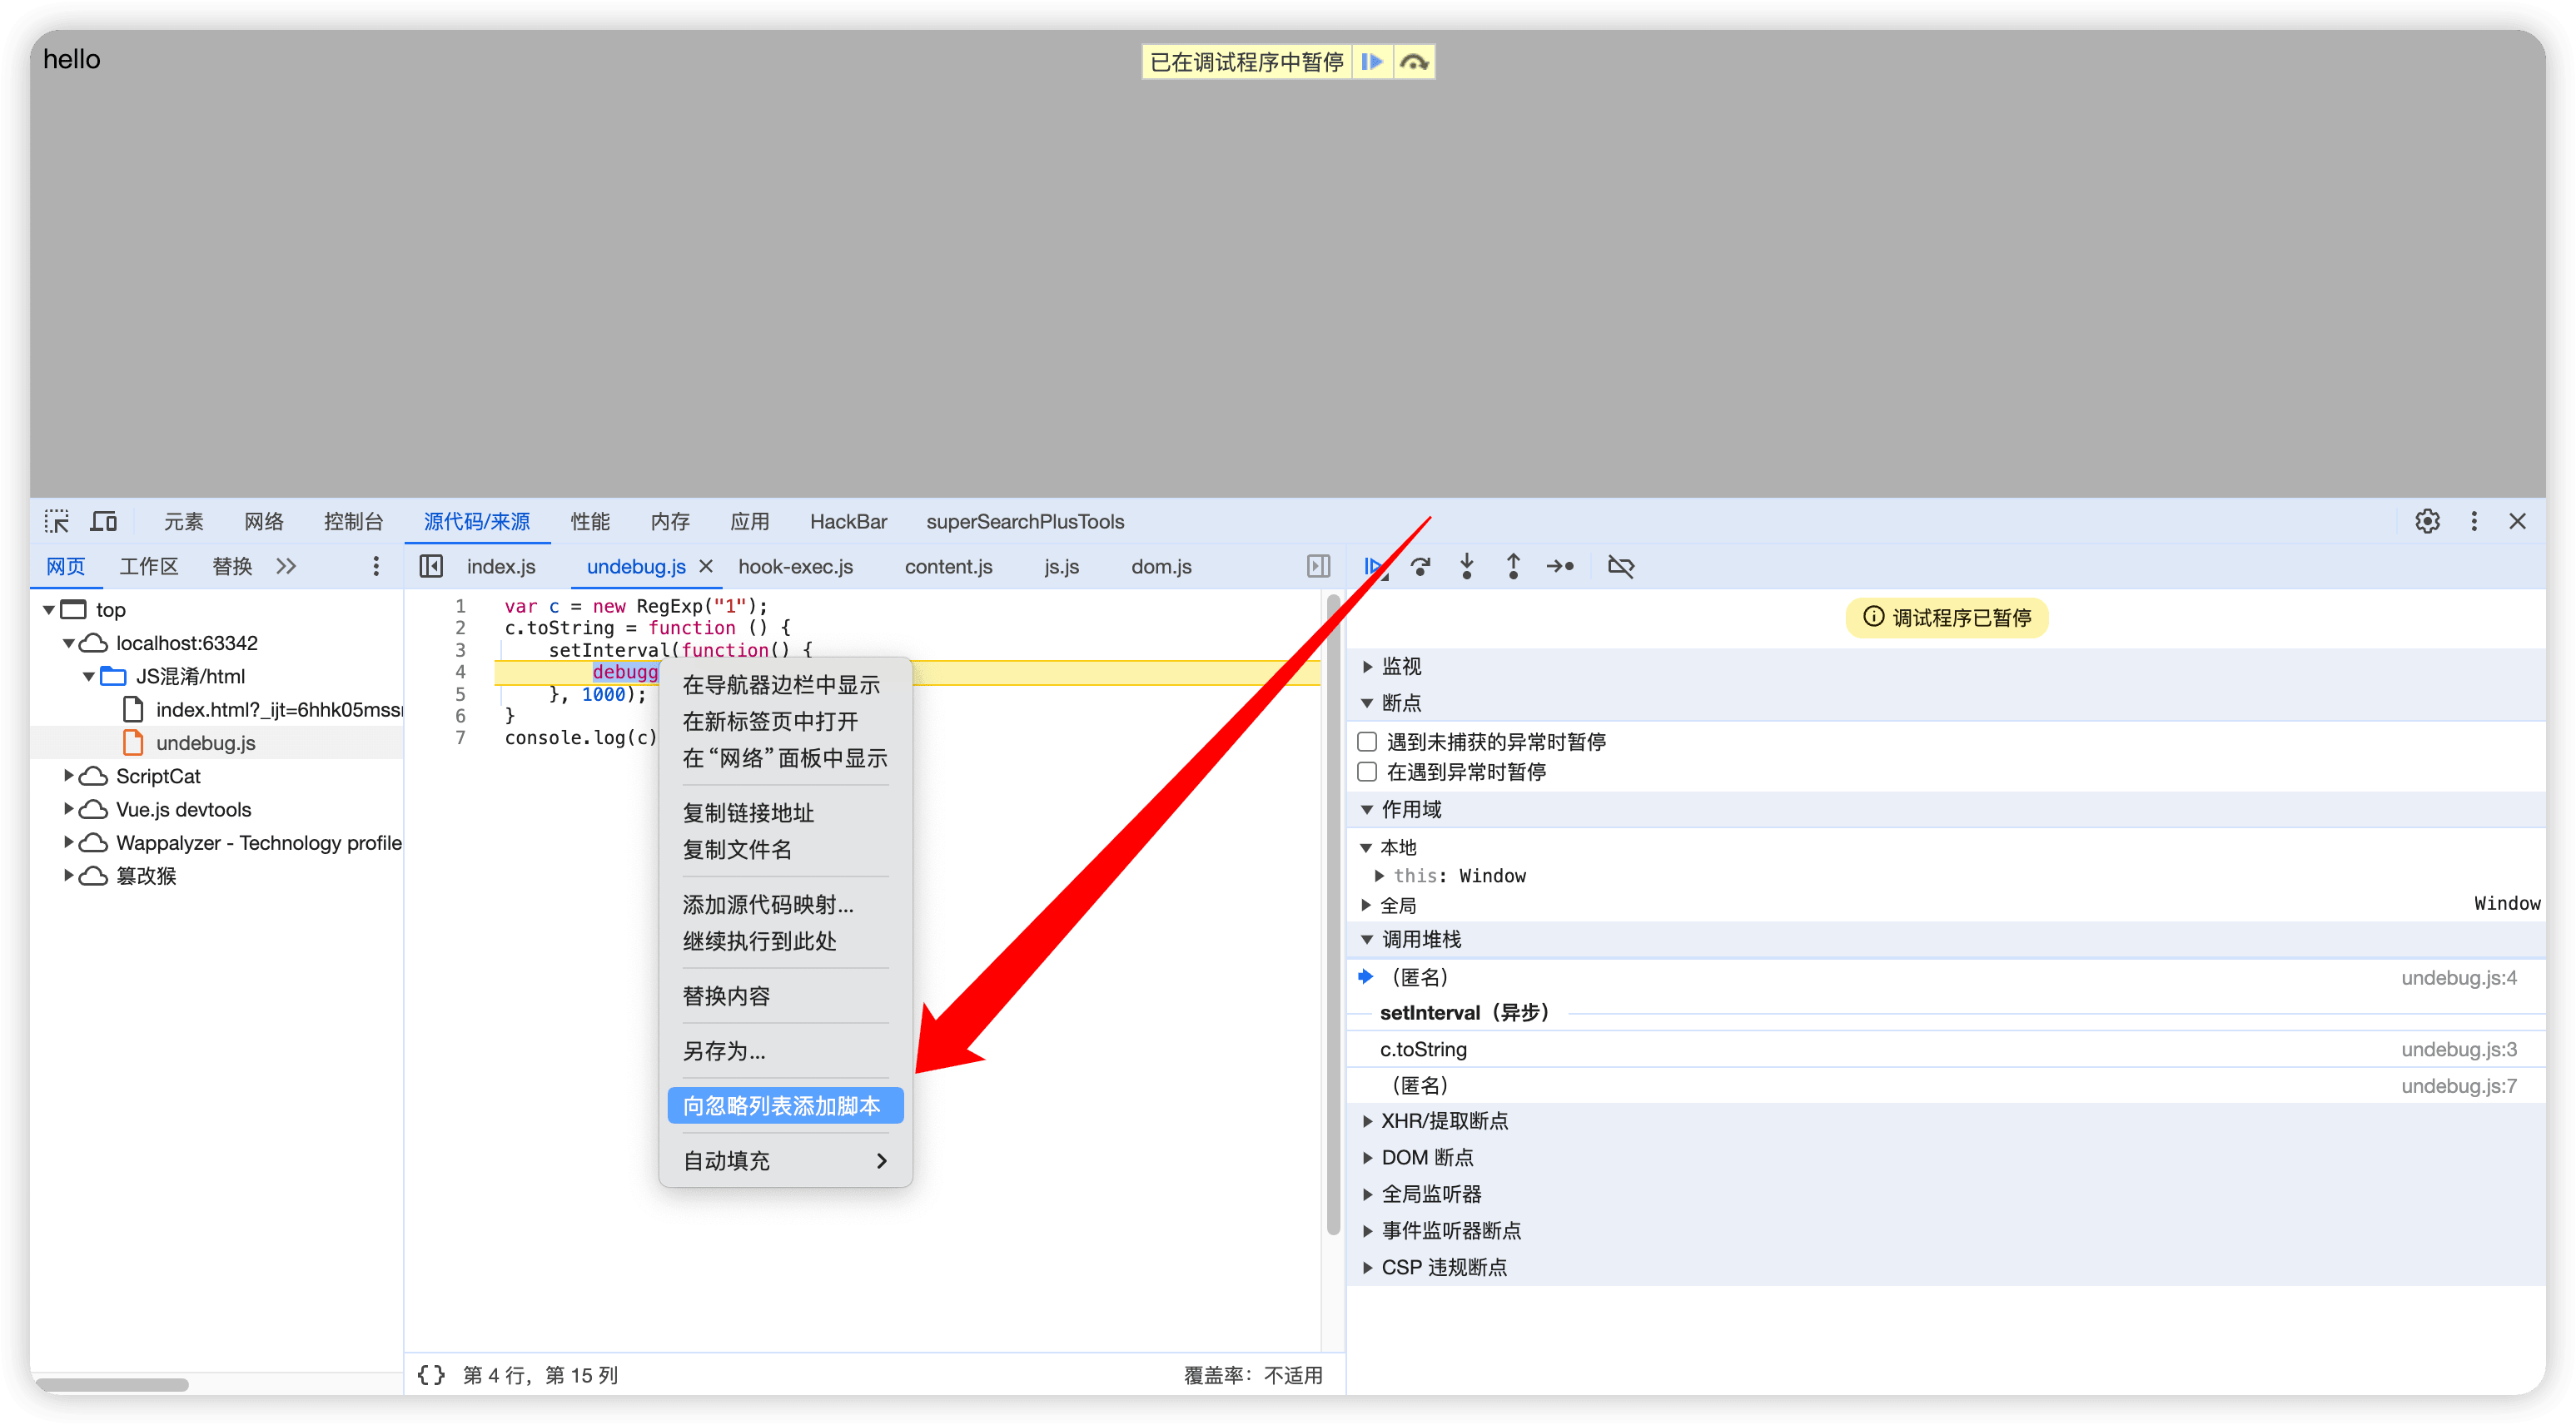 hello
已在调试程序中暂停
元素 网络 控制台 源代码/来源 性能 内存 应用 HackBar superSearchPlusTools
网页 工作区 替换
index.js undebug.js hook-exec.js content.js js.js dom.js
top
localhost:63342
JS混淆/html
index.html?_ijt=6hhk05mss
undebug.js
ScriptCat
Vue.js devtools
Wappalyzer - Technology profile
篡改猴
1 var c = new RegExp("1");
2 c.toString = function () {
3 setInterval(function() {
4 debugg
5 }, 1000);
6 }
7 console.log(c)
在导航器边栏中显示
在新标签页中打开
在“网络”面板中显示
复制链接地址
复制文件名
添加源代码映射...
继续执行到此处
替换内容
另存为...
向忽略列表添加脚本
自动填充
{} 第 4 行，第 15 列
覆盖率：不适用
调试程序已暂停
监视
断点
遇到未捕获的异常时暂停
在遇到异常时暂停
作用域
本地
this: Window
全局 Window
调用堆栈
（匿名） undebug.js:4
setInterval（异步）
c.toString undebug.js:3
（匿名） undebug.js:7
XHR/提取断点
DOM 断点
全局监听器
事件监听器断点
CSP 违规断点